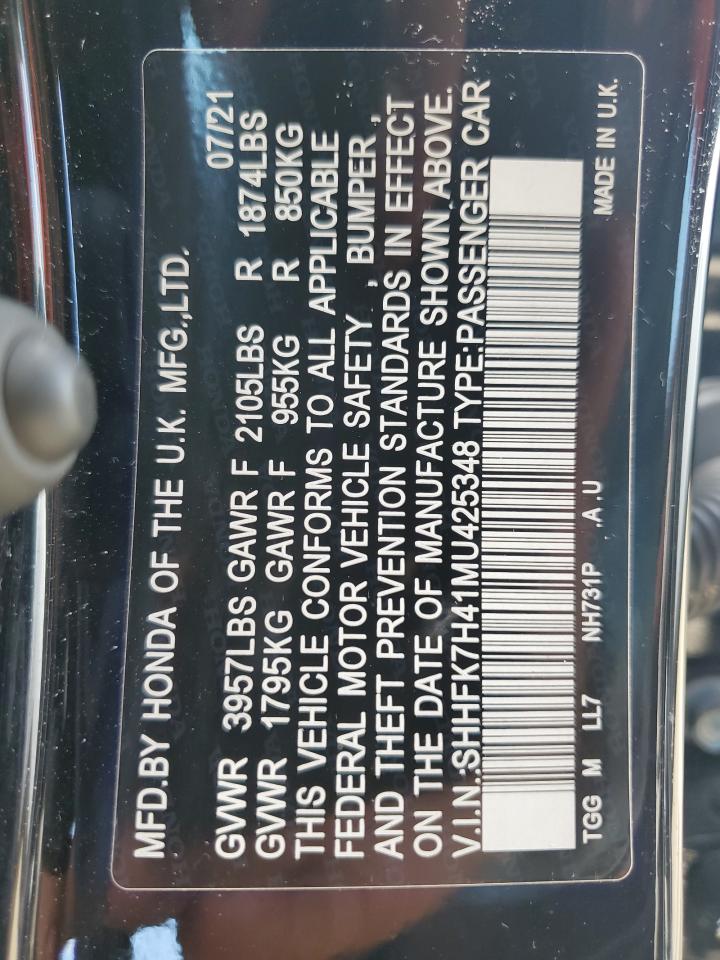 MFD.BY HONDA OF THE U.K. MFG.,LTD. 07/21
GVWR 3957LBS GAWR F 2105LBS R 1874LBS
GVWR 1795KG GAWR F 955KG R 850KG
THIS VEHICLE CONFORMS TO ALL APPLICABLE
FEDERAL MOTOR VEHICLE SAFETY , BUMPER ,
AND THEFT PREVENTION STANDARDS IN EFFECT
ON THE DATE OF MANUFACTURE SHOWN ABOVE.
V.I.N.:SHHFK7H41MU425348 TYPE:PASSENGER CAR
TGG M LL7 NH731P .A .U MADE IN U.K.